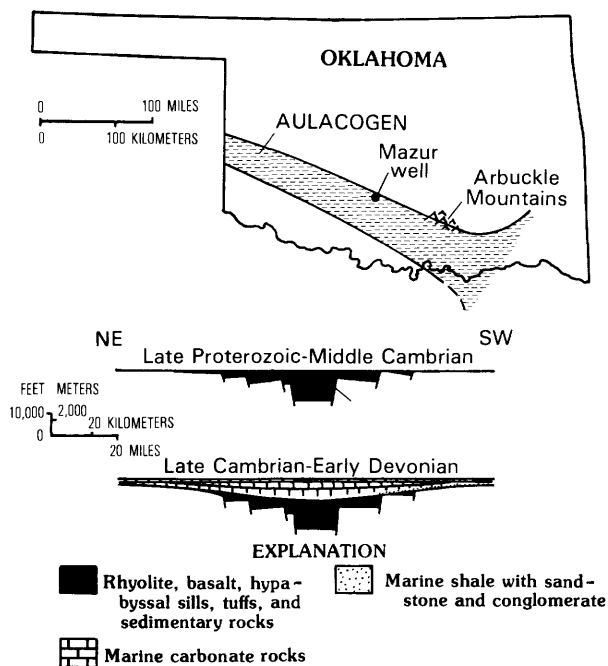 OKLAHOMA
0 100 MILES
0 100 KILOMETERS
AULACOGEN
Mazur
well
Arbuckle
Mountains
NE SW
Late Proterozoic-Middle Cambrian
FEET METERS
10,000 2,000
20 KILOMETERS
0
20 MILES
Late Cambrian-Early Devonian
EXPLANATION
Rhyolite, basalt, hypa-
byssal sills, tuffs, and
sedimentary rocks
Marine shale with sand-
stone and conglomerate
Marine carbonate rocks